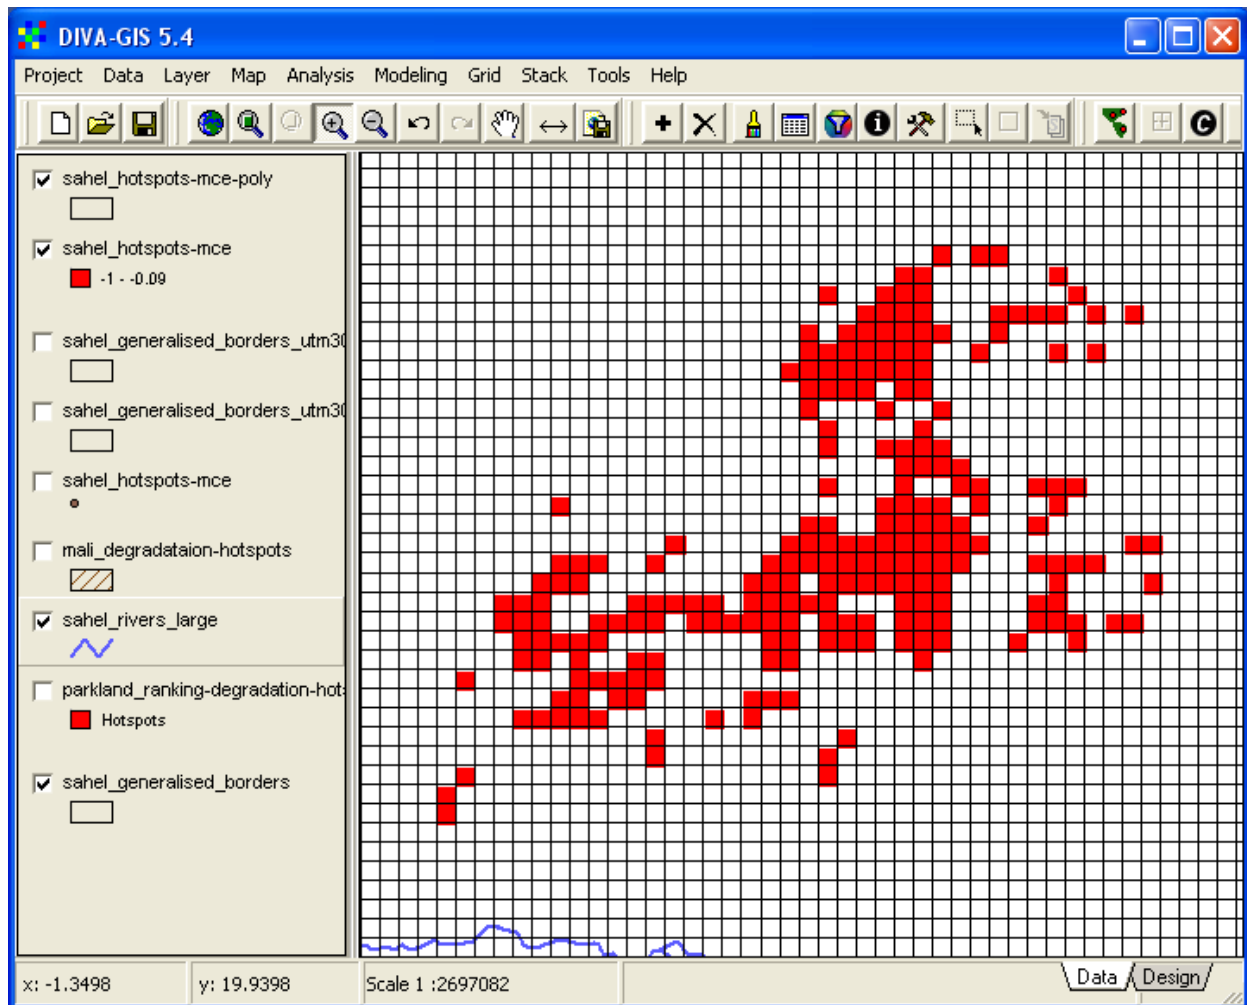 DIVA-GIS 5.4
Project Data Layer Map Analysis Modeling Grid Stack Tools Help
sahel_hotspots-mce-poly
sahel_hotspots-mce
-1 - -0.09
sahel_generalised_borders_utm30
sahel_generalised_borders_utm30
sahel_hotspots-mce
mali_degradataion-hotspots
sahel_rivers_large
parkland_ranking-degradation-hot
Hotspots
sahel_generalised_borders
x: -1.3498 y: 19.9398 Scale 1 :2697082 Data Design